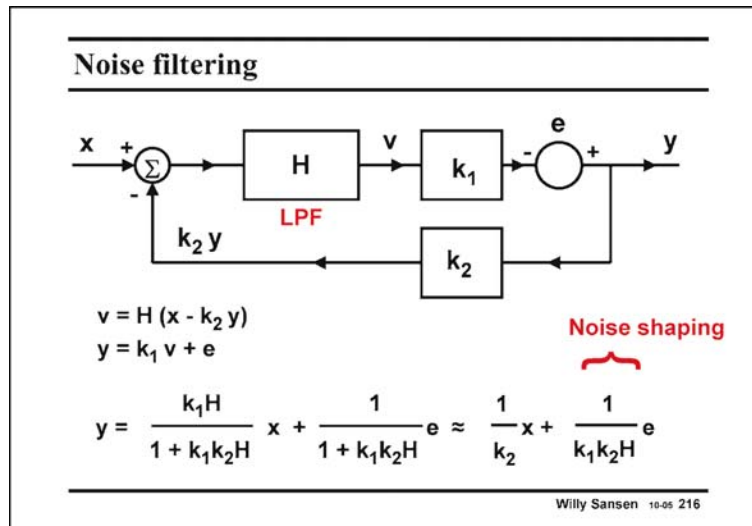 Noise filtering
x + Σ - H v k₁ - e + y
LPF
k₂ y k₂
v = H (x - k₂ y)
y = k₁ v + e
Noise shaping
y = k₁H / (1 + k₁k₂H) x + 1 / (1 + k₁k₂H) e ≈ 1 / k₂ x + 1 / (k₁k₂H) e
Willy Sansen 10-05 216